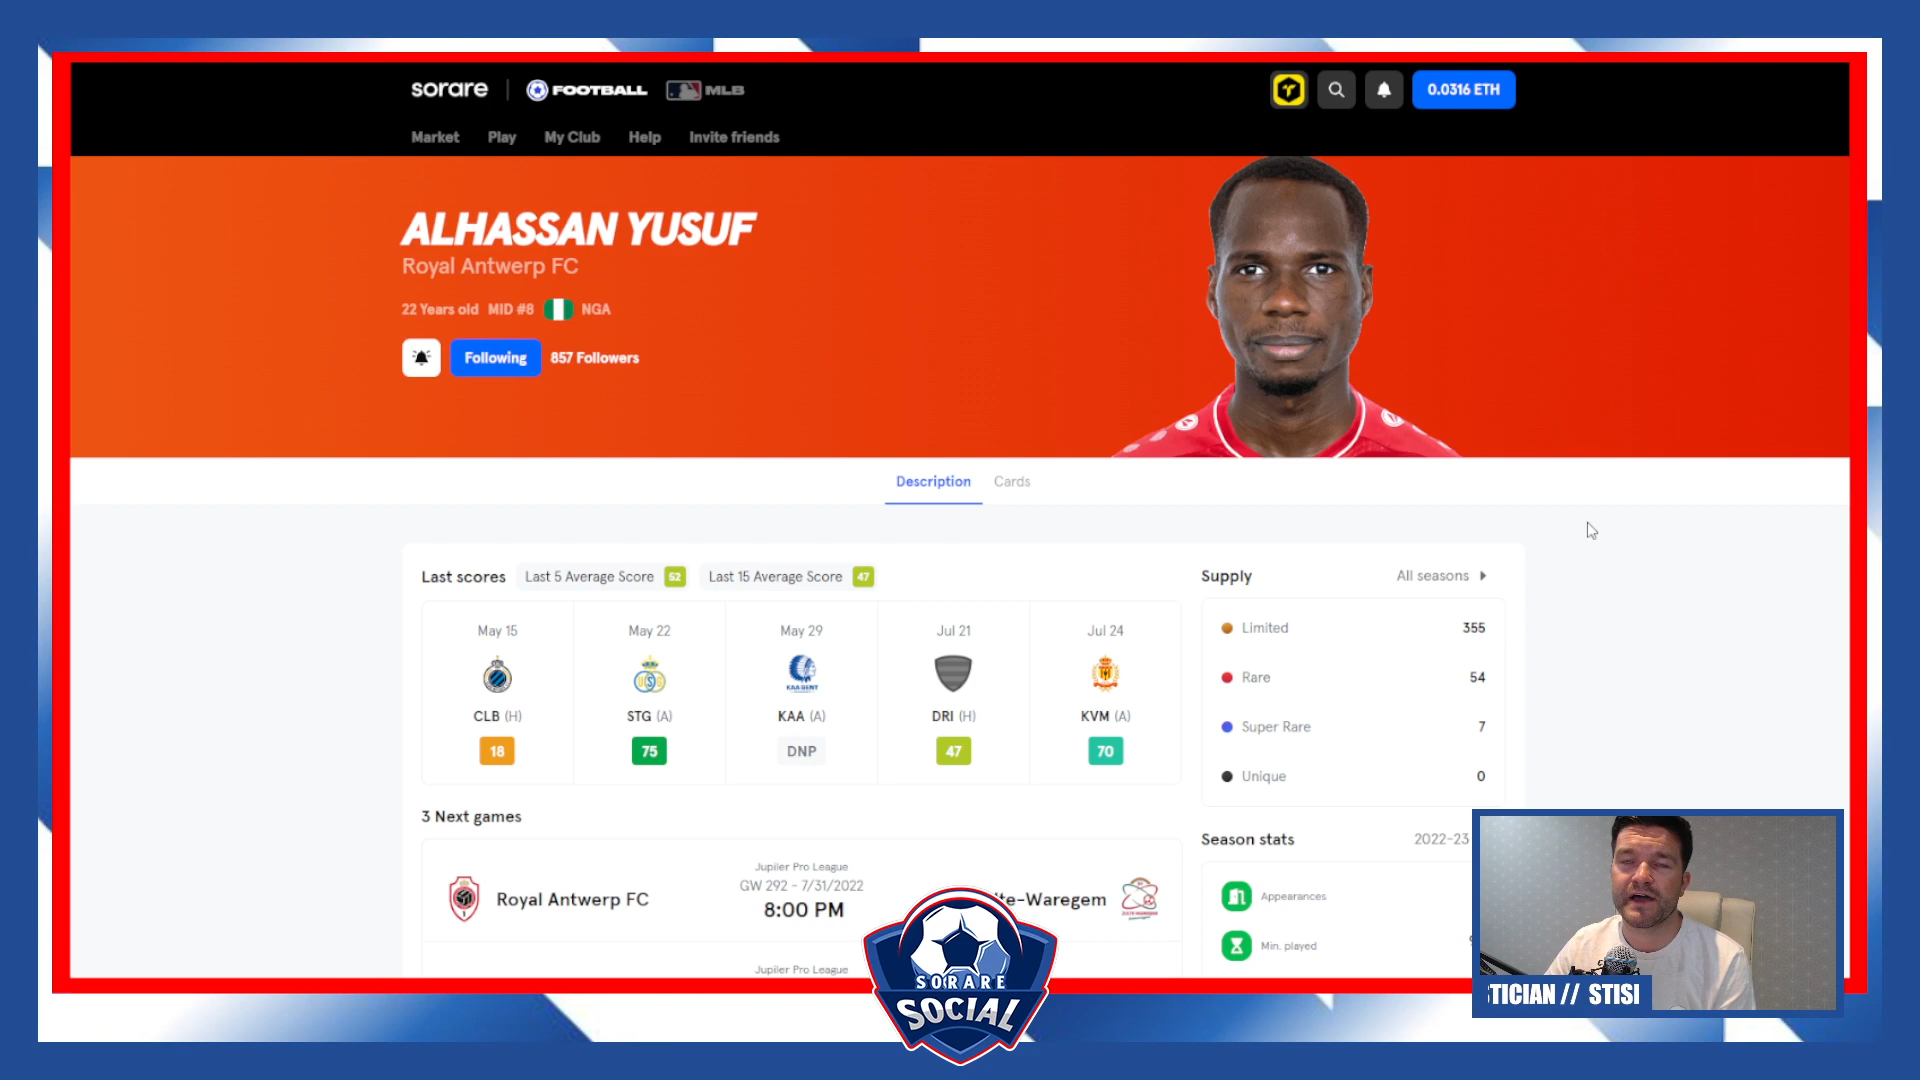 sorare FOOTBALL MLB
0.0316 ETH
Market Play My Club Help Invite friends
ALHASSAN YUSUF
Royal Antwerp FC
22 Years old MID #8 NGA
Following 857 Followers
Description Cards
Last scores Last 5 Average Score 52 Last 15 Average Score 47
May 15 May 22 May 29 Jul 21 Jul 24
KAA GENT
CLB (H) STG (A) KAA (A) DRI (H) KVM (A)
18 75 DNP 47 70
Supply All seasons
Limited 355
Rare 54
Super Rare 7
Unique 0
3 Next games
Jupiler Pro League
GW 292 - 7/31/2022
Royal Antwerp FC 8:00 PM te-Waregem
Jupiler Pro League
Season stats 2022-23
Appearances
Min. played
SORARE
SOCIAL
TICIAN // STISI